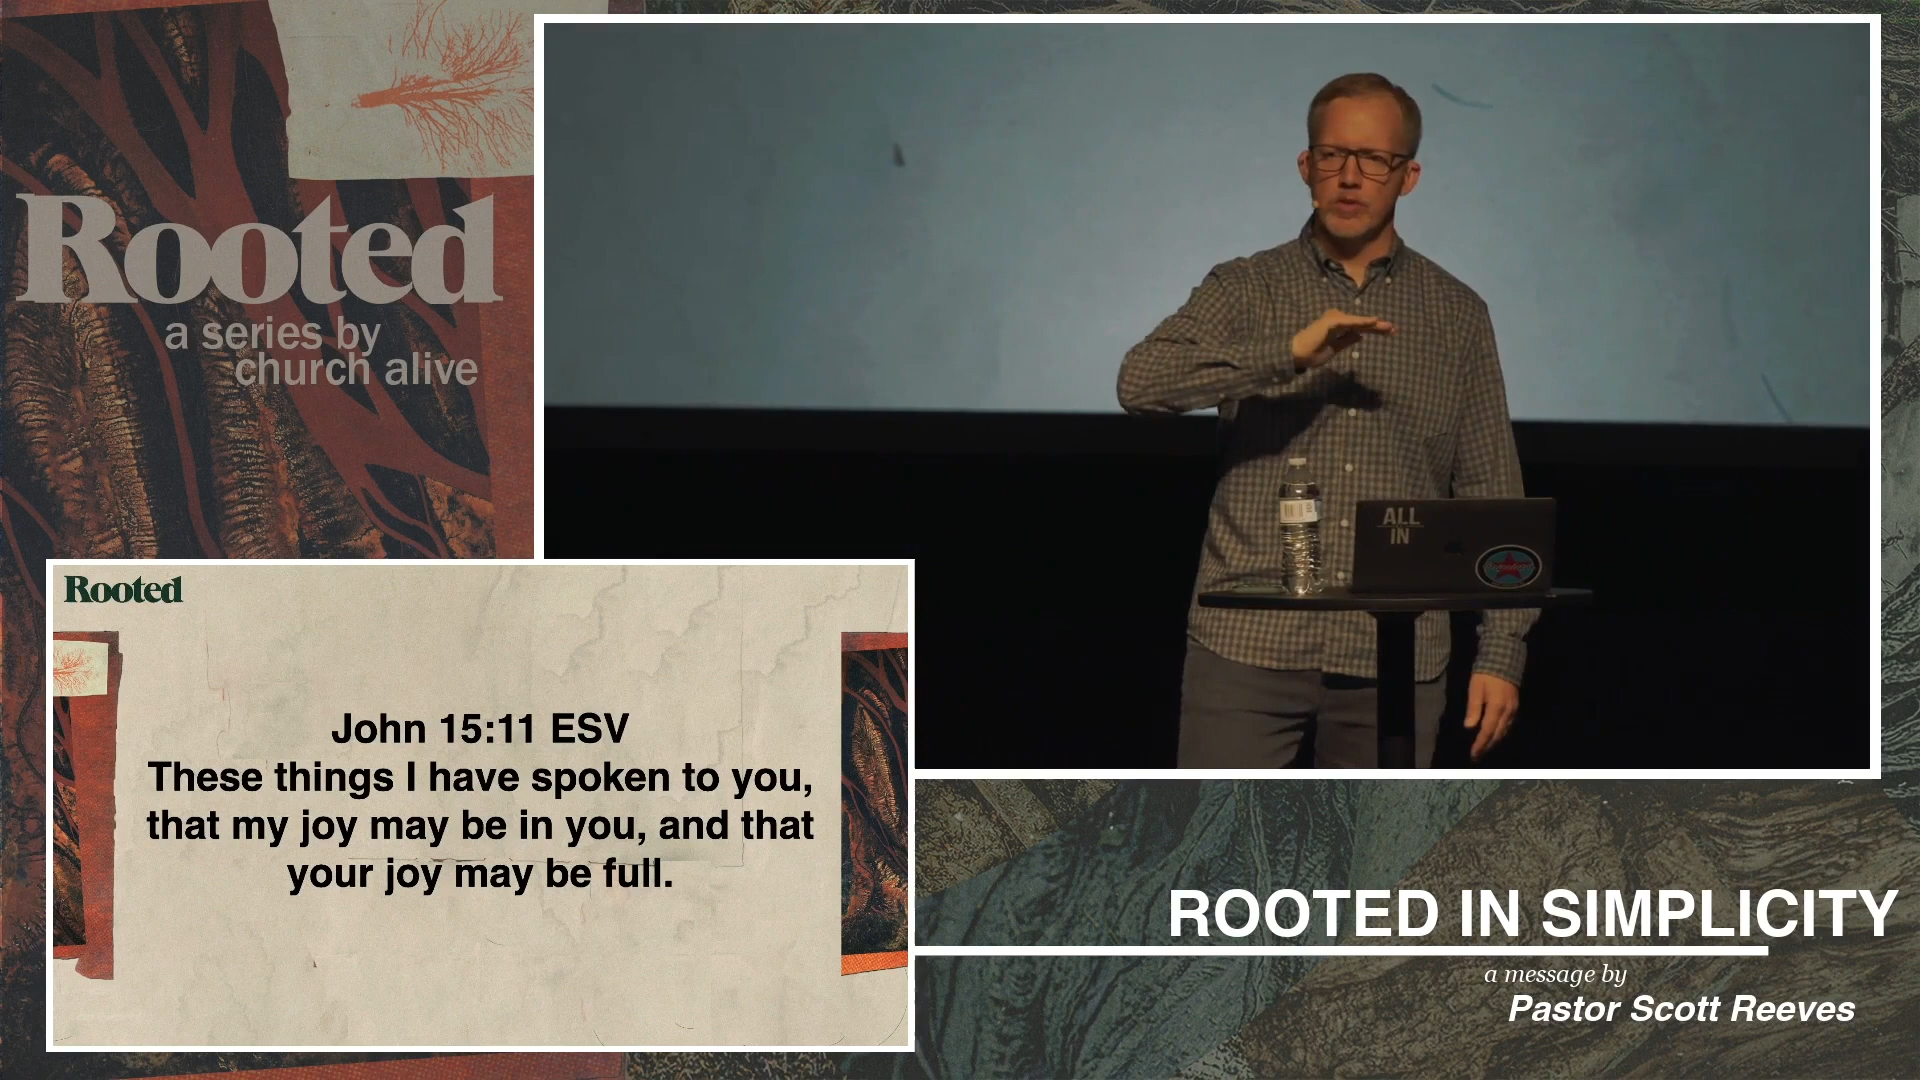 Rooted
a series by
church alive
ALL
IN
Rooted
John 15:11 ESV
These things I have spoken to you,
that my joy may be in you, and that
your joy may be full.
ROOTED IN SIMPLICITY
a message by
Pastor Scott Reeves